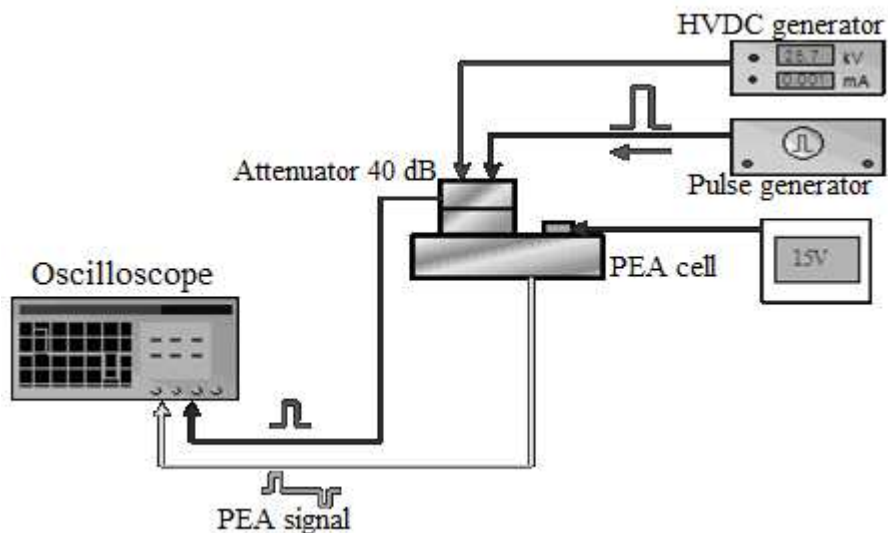 HVDC generator
28.7 kV
0.001 mA
Attenuator 40 dB
Pulse generator
PEA cell
15V
Oscilloscope
PEA signal